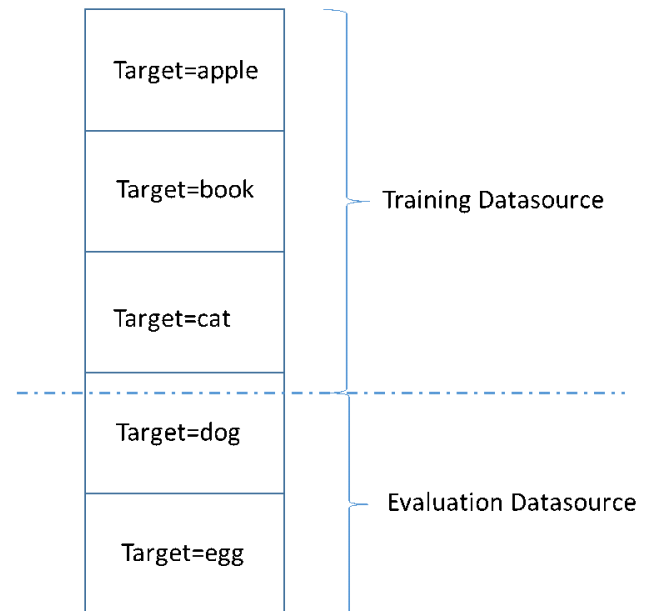 Target=apple
Target=book
Training Datasource
Target=cat
Target=dog
Evaluation Datasource
Target=egg